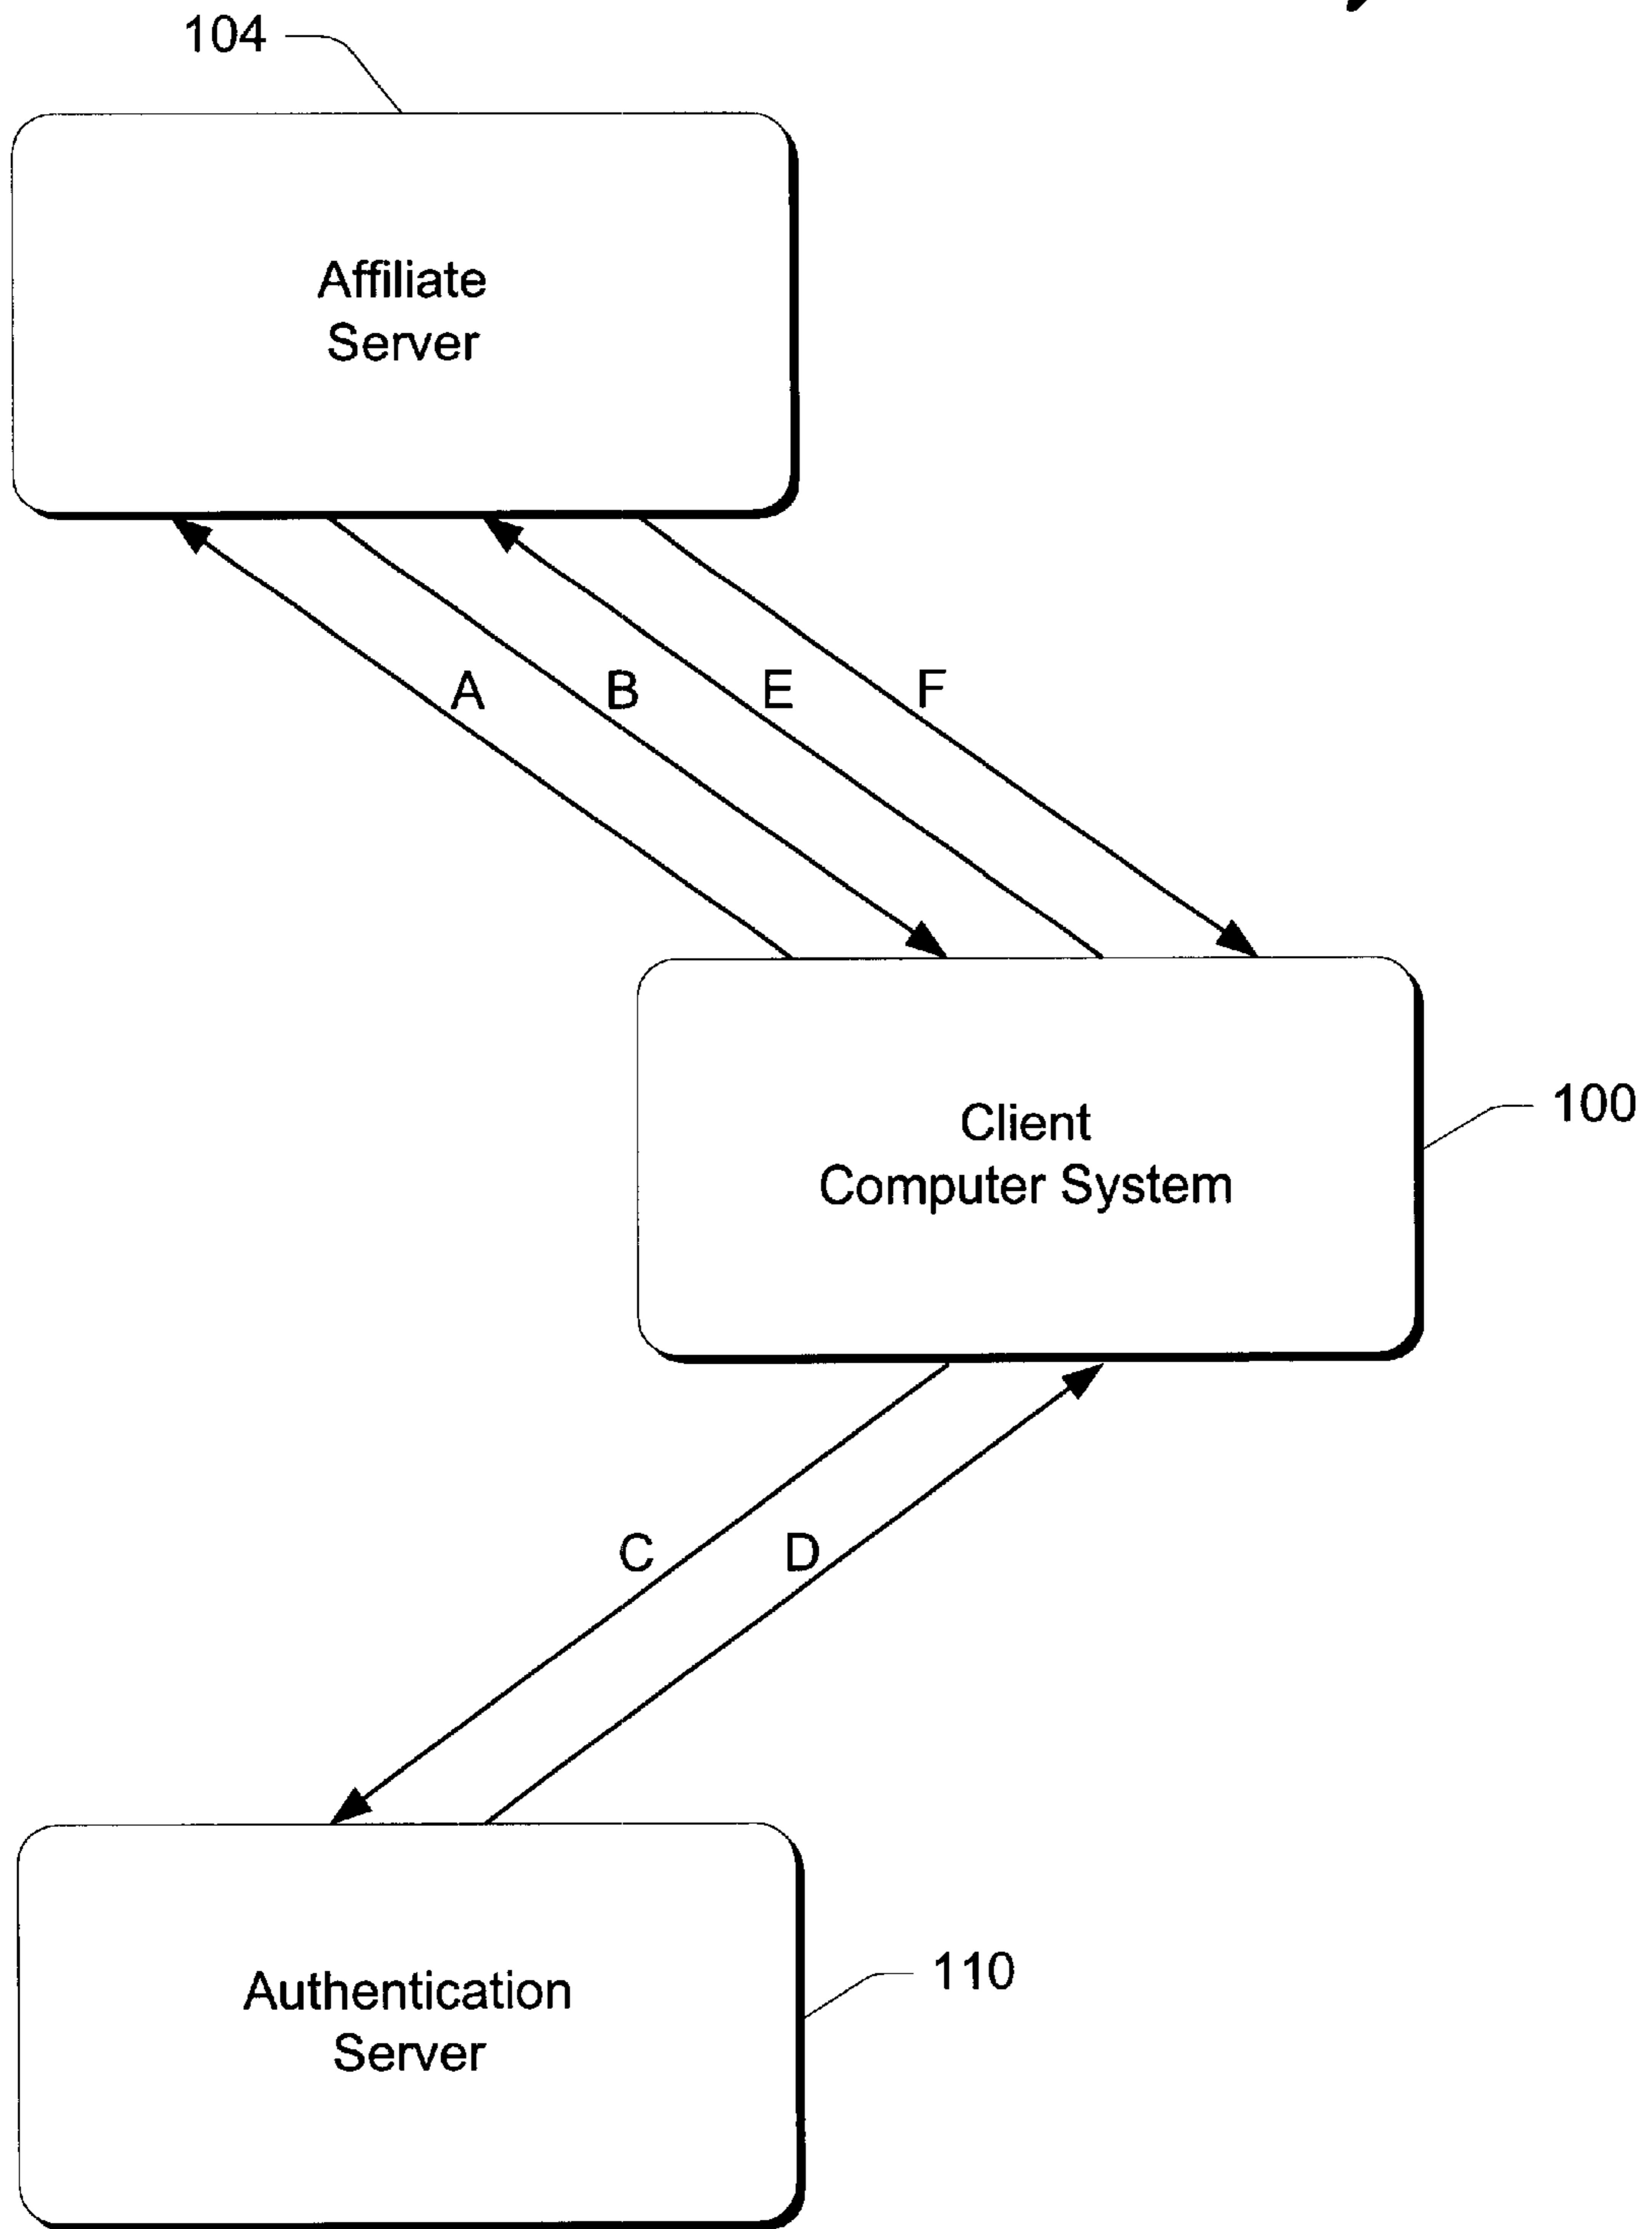 104
Affiliate
Server
A
B
E
F
Client
Computer System
100
C
D
Authentication
Server
110